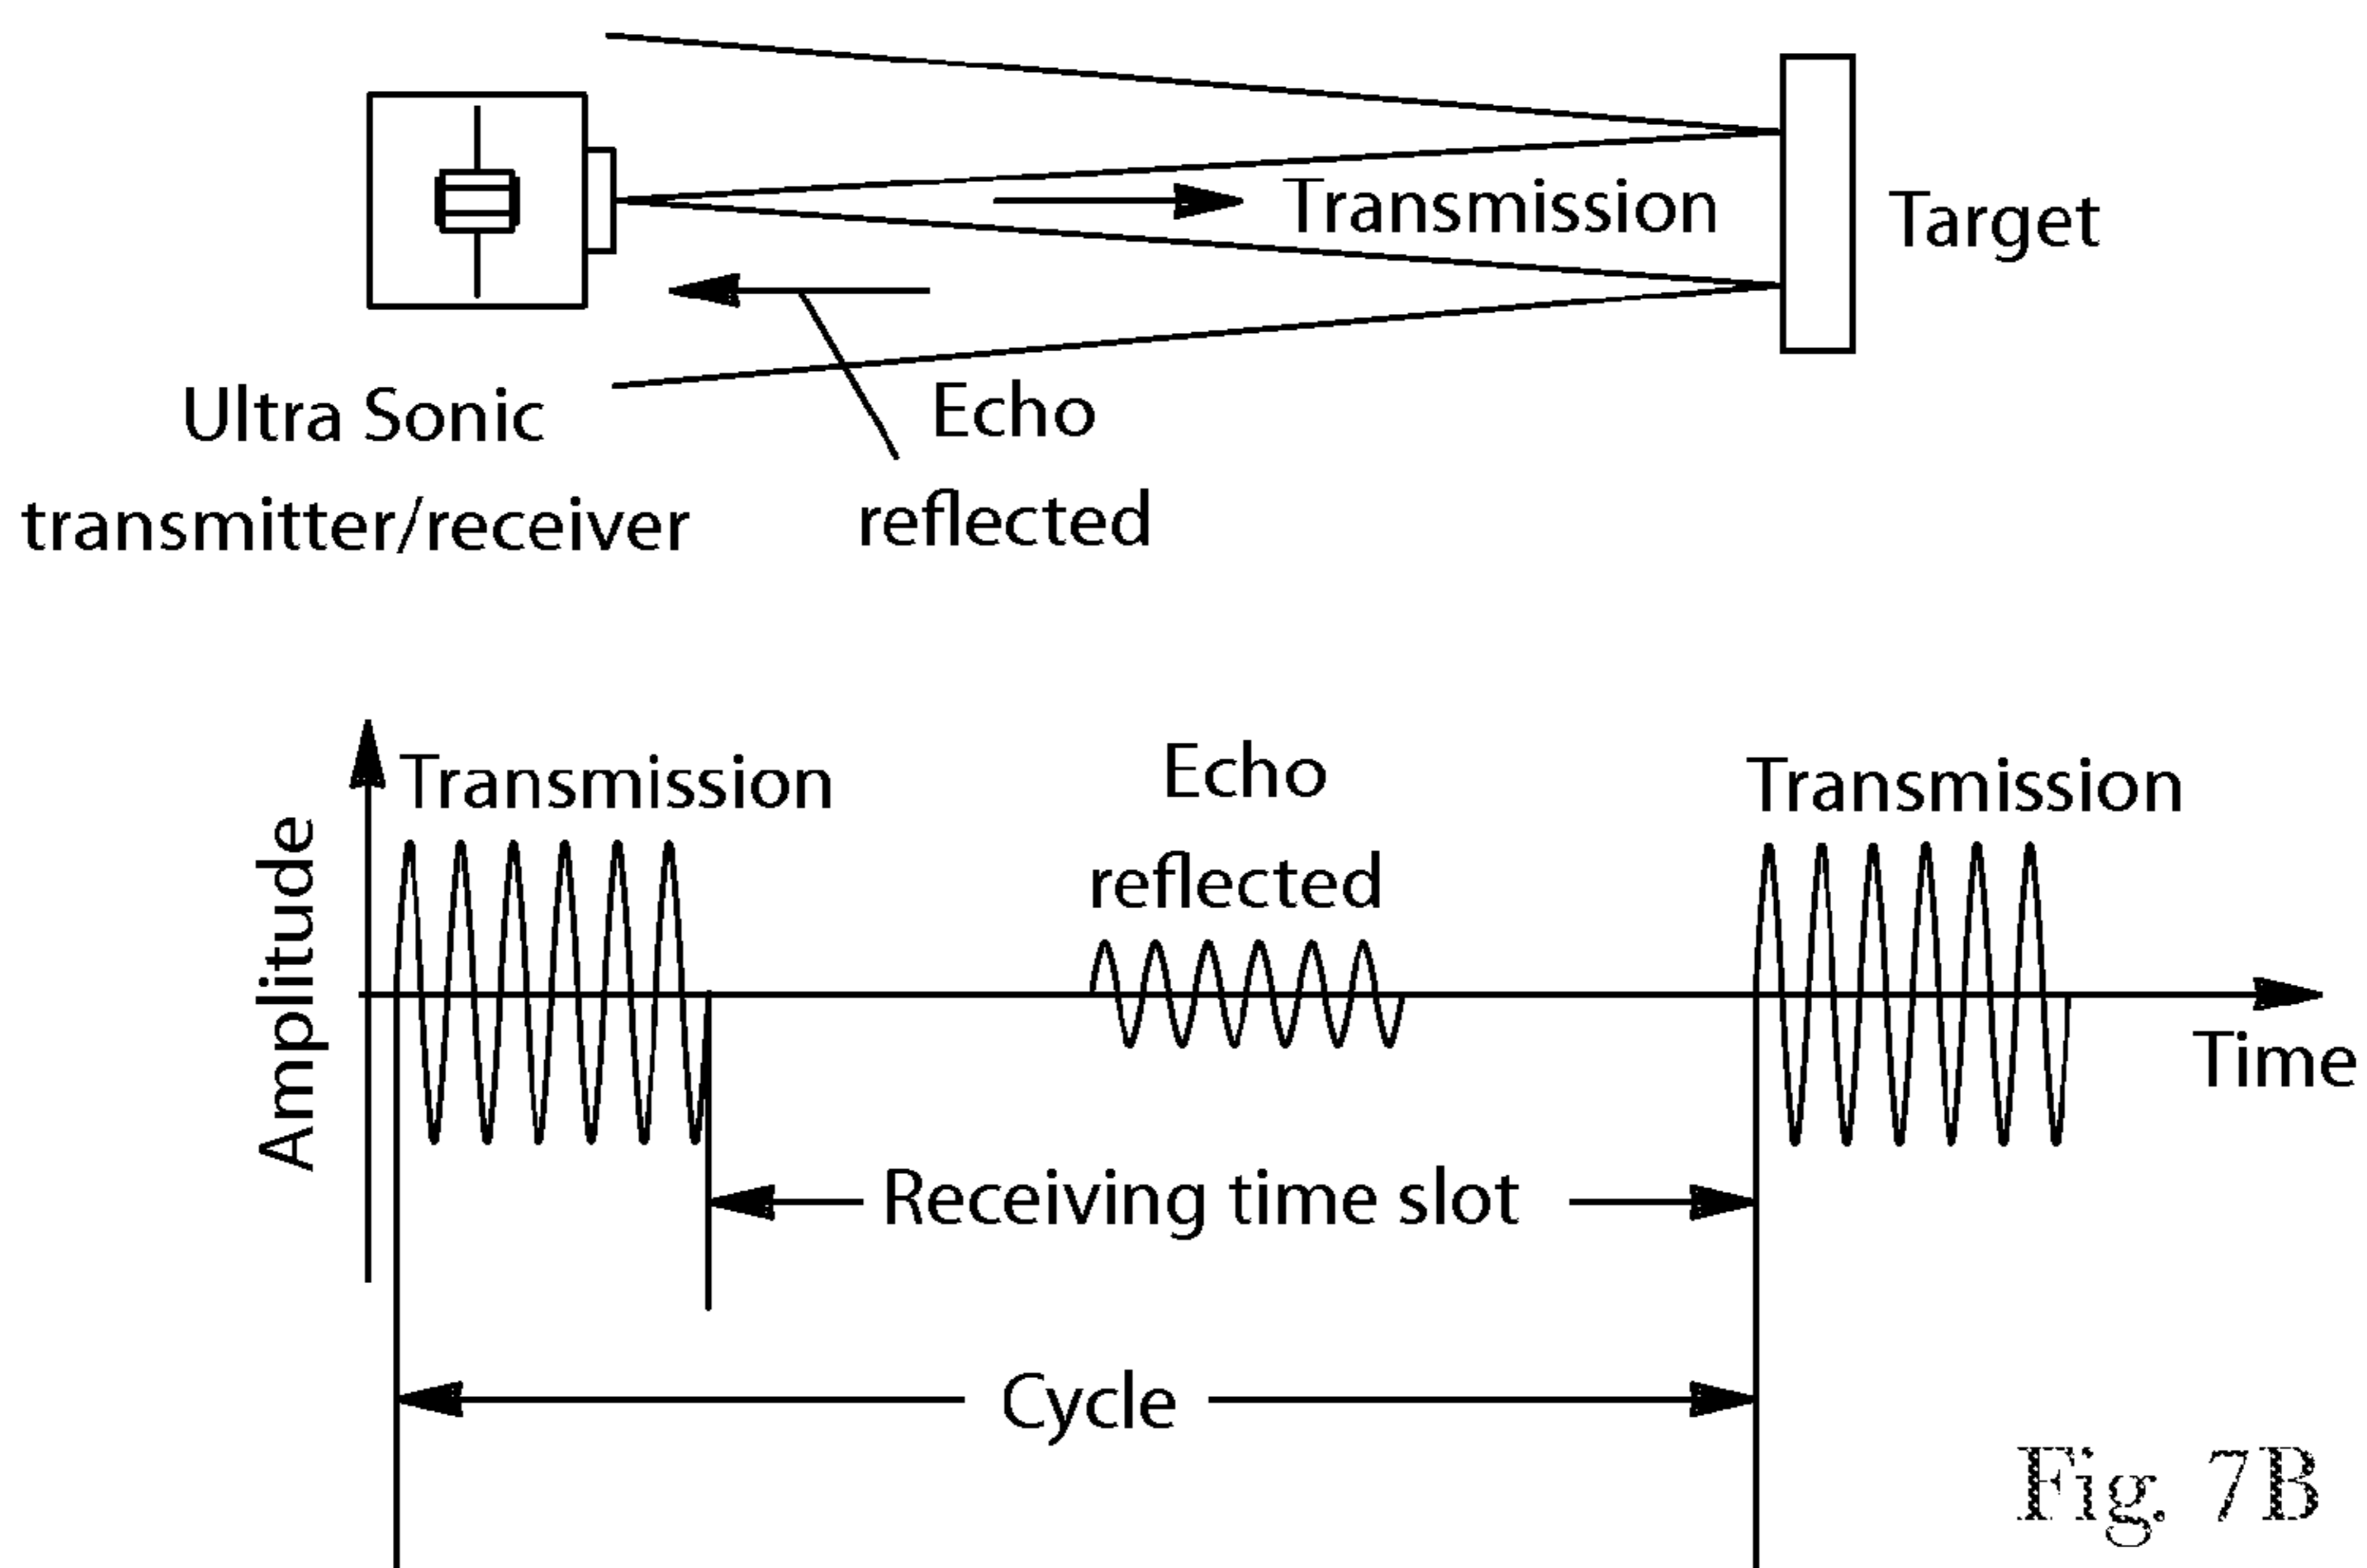 Transmission
Target
Ultra Sonic
transmitter/receiver
Echo
reflected
Transmission
Echo
reflected
Transmission
Amplitude
Time
Receiving time slot
Cycle
Fig. 7B